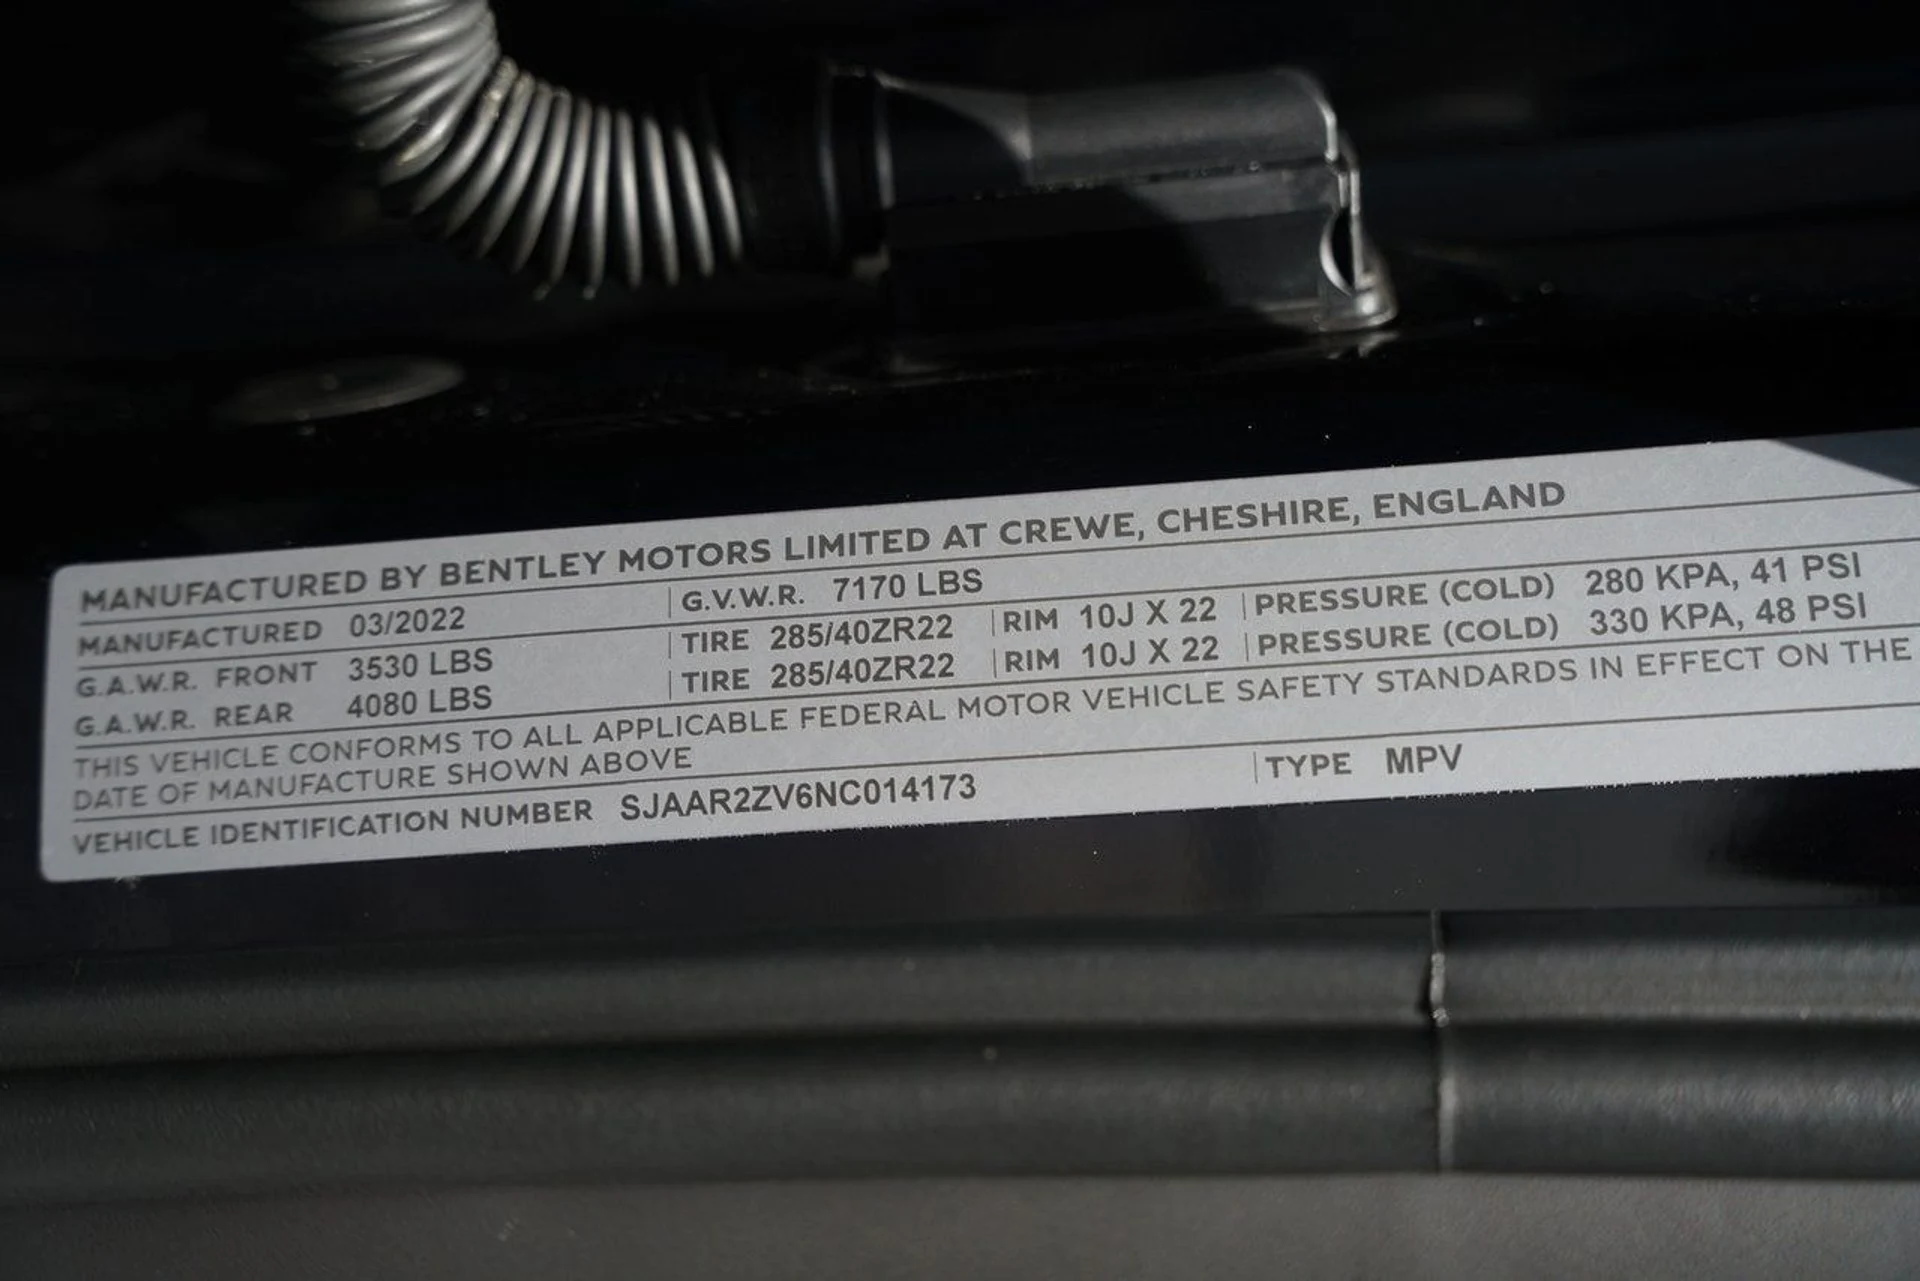 MANUFACTURED BY BENTLEY MOTORS LIMITED AT CREWE, CHESHIRE, ENGLAND
MANUFACTURED 03/2022 G.V.W.R. 7170 LBS
G.A.W.R. FRONT 3530 LBS TIRE 285/40ZR22 RIM 10J X 22 PRESSURE (COLD) 280 KPA, 41 PSI
G.A.W.R. REAR 4080 LBS TIRE 285/40ZR22 RIM 10J X 22 PRESSURE (COLD) 330 KPA, 48 PSI
THIS VEHICLE CONFORMS TO ALL APPLICABLE FEDERAL MOTOR VEHICLE SAFETY STANDARDS IN EFFECT ON THE
DATE OF MANUFACTURE SHOWN ABOVE
VEHICLE IDENTIFICATION NUMBER SJAAR2ZV6NC014173 TYPE MPV